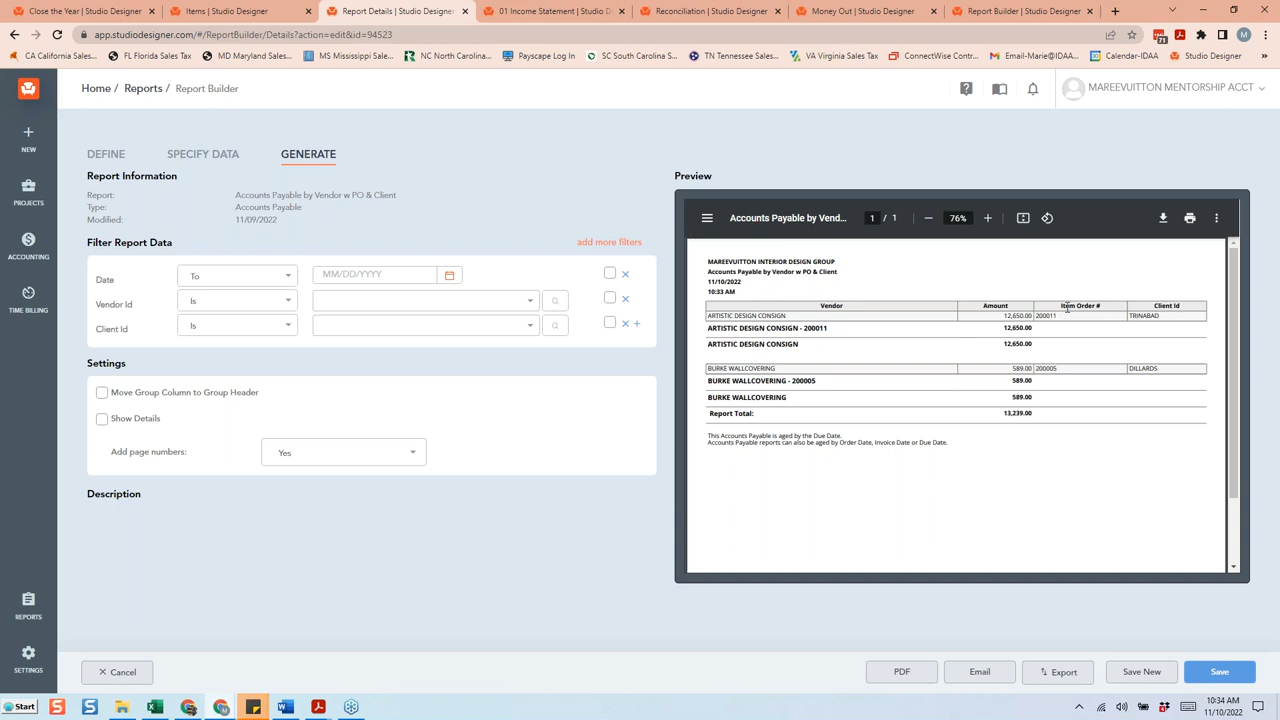 Close the Year | Studio Designer
Items | Studio Designer
Report Details | Studio Designer
01 Income Statement | Studio D
Reconciliation | Studio Designer
Money Out | Studio Designer
Report Builder | Studio Designer
app.studiodesigner.com/#/ReportBuilder/Details?action=edit&id=94523
CA California Sales...
FL Florida Sales Tax
MD Maryland Sales...
MS Mississippi Sales...
NC North Carolina...
Payscape Log In
SC South Carolina S...
TN Tennessee Sales...
VA Virginia Sales Tax
ConnectWise Contr...
Email-Marie@IDAA...
Calendar-IDAA
Studio Designer
Home / Reports / Report Builder
MAREEVUITTON MENTORSHIP ACCT
NEW
PROJECTS
ACCOUNTING
TIME BILLING
REPORTS
SETTINGS
DEFINE SPECIFY DATA GENERATE
Report Information
Report: Accounts Payable by Vendor w PO & Client
Type: Accounts Payable
Modified: 11/09/2022
Filter Report Data add more filters
Date To MM/DD/YYYY
Vendor Id Is
Client Id Is
Settings
Move Group Column to Group Header
Show Details
Add page numbers: Yes
Description
Preview
Accounts Payable by Vend... 1 / 1 76%
MAREEVUITTON INTERIOR DESIGN GROUP
Accounts Payable by Vendor w PO & Client
11/10/2022
10:33 AM
Vendor Amount Item Order # Client Id
ARTISTIC DESIGN CONSIGN 12,650.00 200011 TRINABAD
ARTISTIC DESIGN CONSIGN - 200011 12,650.00
ARTISTIC DESIGN CONSIGN 12,650.00
BURKE WALLCOVERING 589.00 200005 DILLARDS
BURKE WALLCOVERING - 200005 589.00
BURKE WALLCOVERING 589.00
Report Total: 13,239.00
This Accounts Payable is aged by the Due Date.
Accounts Payable reports can also be aged by Order Date, Invoice Date or Due Date.
Cancel PDF Email Export Save New Save
Start
10:34 AM
11/10/2022